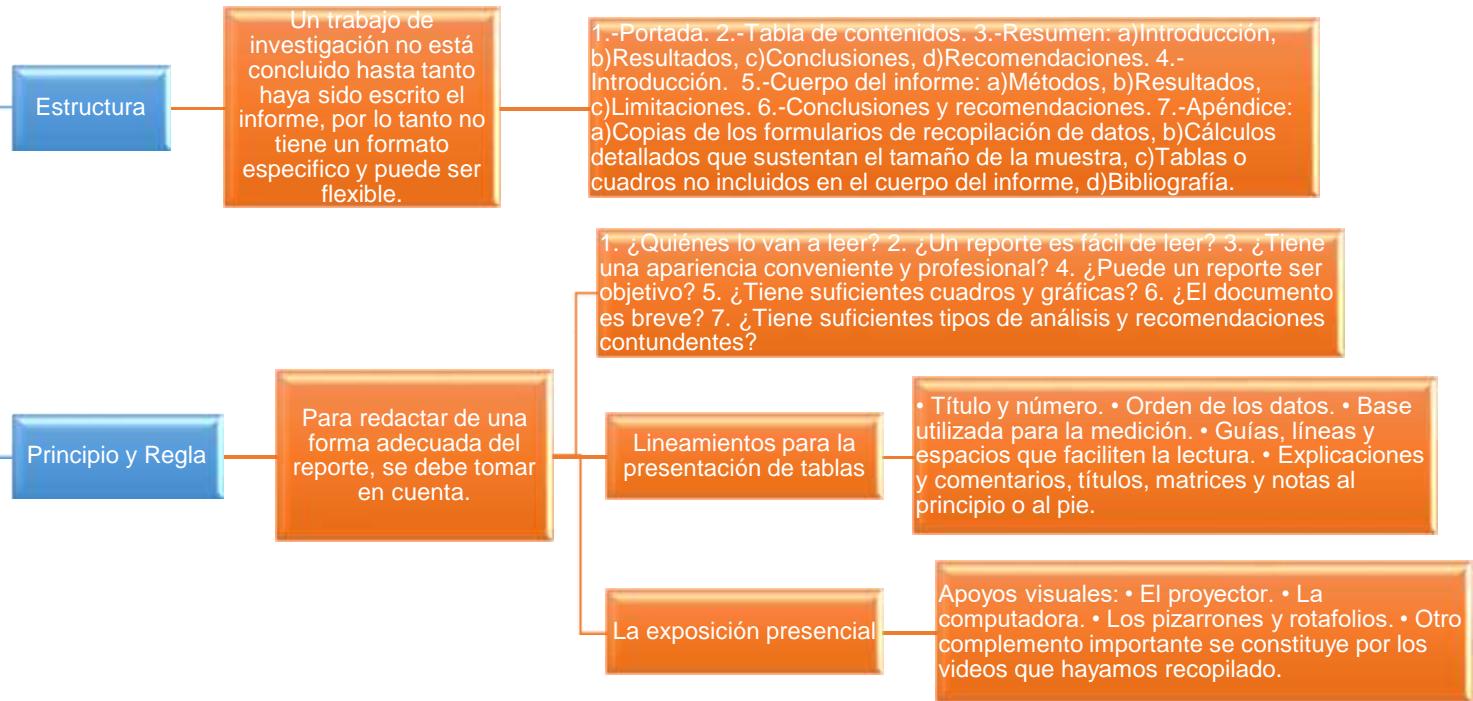 Estructura
Un trabajo de
investigación no está
concluido hasta tanto
haya sido escrito el
informe, por lo tanto no
tiene un formato
especifico y puede ser
flexible.
1.-Portada. 2.-Tabla de contenidos. 3.-Resumen: a)Introducción,
b)Resultados, c)Conclusiones, d)Recomendaciones. 4.-
Introducción.  5.-Cuerpo del informe: a)Métodos, b)Resultados,
c)Limitaciones. 6.-Conclusiones y recomendaciones. 7.-Apéndice:
a)Copias de los formularios de recopilación de datos, b)Cálculos
detallados que sustentan el tamaño de la muestra, c)Tablas o
cuadros no incluidos en el cuerpo del informe, d)Bibliografía.
Principio y Regla
Para redactar de una
forma adecuada del
reporte, se debe tomar
en cuenta.
1. ¿Quiénes lo van a leer? 2. ¿Un reporte es fácil de leer? 3. ¿Tiene
una apariencia conveniente y profesional? 4. ¿Puede un reporte ser
objetivo? 5. ¿Tiene suficientes cuadros y gráficas? 6. ¿El documento
es breve? 7. ¿Tiene suficientes tipos de análisis y recomendaciones
contundentes?
Lineamientos para la
presentación de tablas
• Título y número. • Orden de los datos. • Base
utilizada para la medición. • Guías, líneas y
espacios que faciliten la lectura. • Explicaciones
y comentarios, títulos, matrices y notas al
principio o al pie.
La exposición presencial
Apoyos visuales: • El proyector. • La
computadora. • Los pizarrones y rotafolios. • Otro
complemento importante se constituye por los
videos que hayamos recopilado.